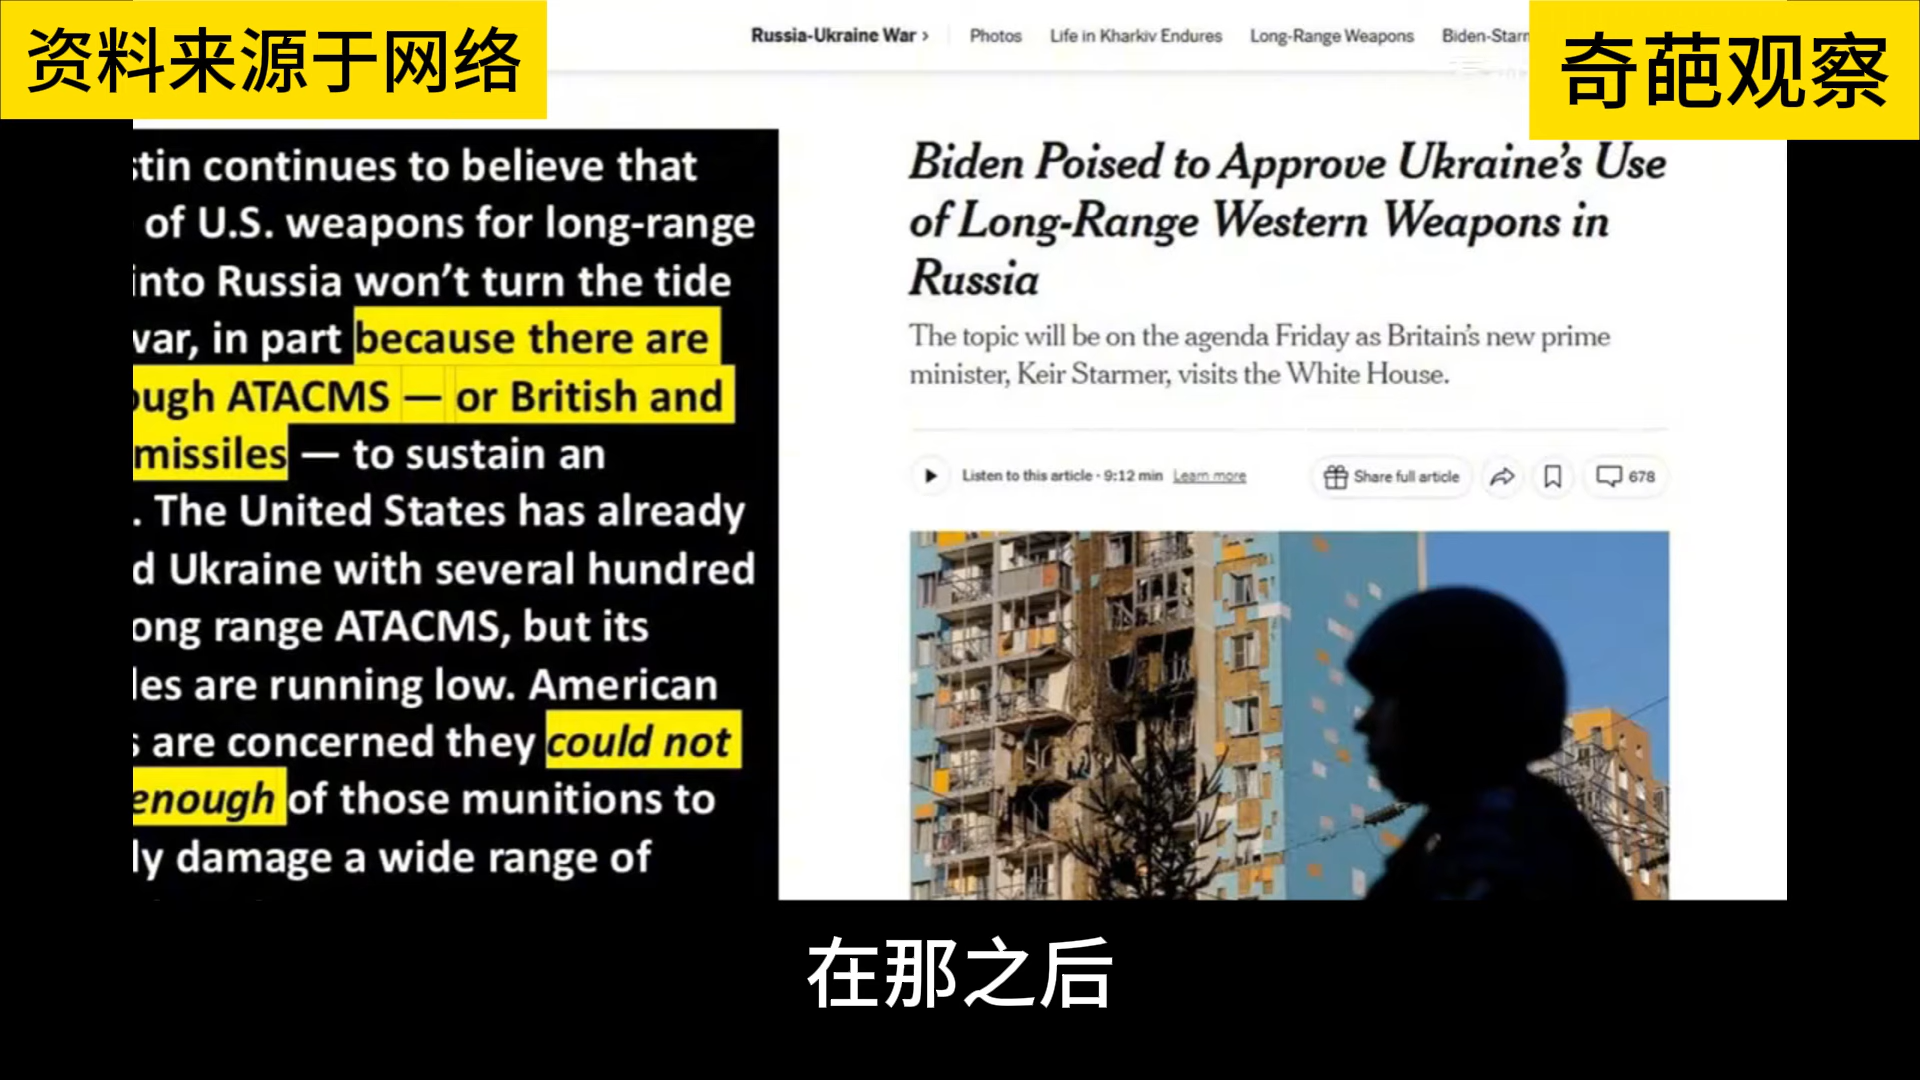 资料来源于网络
奇葩观察
Russia-Ukraine War › Photos Life in Kharkiv Endures Long-Range Weapons
continues to believe that
of U.S. weapons for long-range
into Russia won't turn the tide
in part because there are
ATACMS — or British and
missiles — to sustain an
. The United States has already
Ukraine with several hundred
range ATACMS, but its
are running low. American
are concerned they could not
enough of those munitions to
damage a wide range of
Biden Poised to Approve Ukraine's Use
of Long-Range Western Weapons in
Russia
The topic will be on the agenda Friday as Britain's new prime
minister, Keir Starmer, visits the White House.
Listen to this article · 9:12 min Learn more
Share full article
678
在那之后